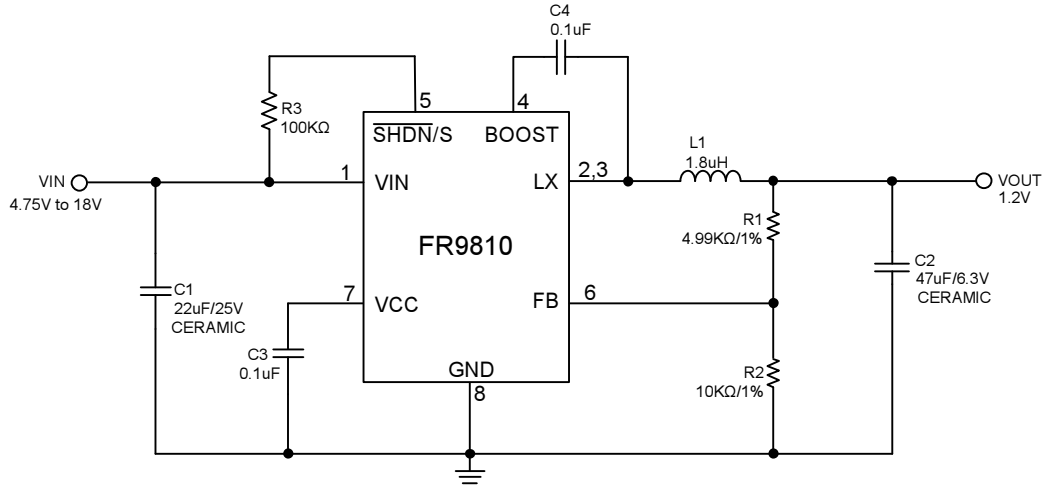 C4
0.1uF
R3
100KΩ
5
4
SHDN/S
BOOST
VIN
4.75V to 18V
1
VIN
LX
2,3
L1
1.8uH
VOUT
1.2V
R1
4.99KΩ/1%
FR9810
C1
22uF/25V
CERAMIC
C2
47uF/6.3V
CERAMIC
7
VCC
FB
6
C3
0.1uF
GND
8
R2
10KΩ/1%